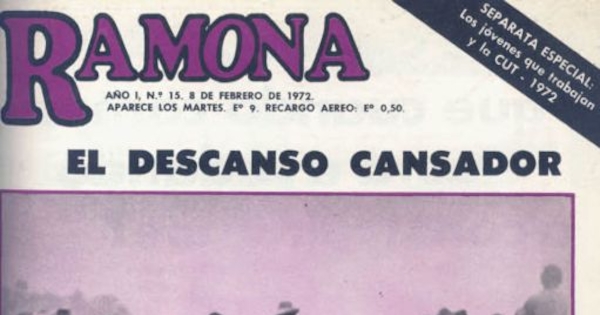 RAMONA
AÑO I, N.º 15. 8 DE FEBRERO DE 1972.
APARECE LOS MARTES. Eº 9. RECARGO AEREO: Eº 0,50.
SEPARATA ESPECIAL:
Los jóvenes que trabajan
y la CUT - 1972
EL DESCANSO CANSADOR